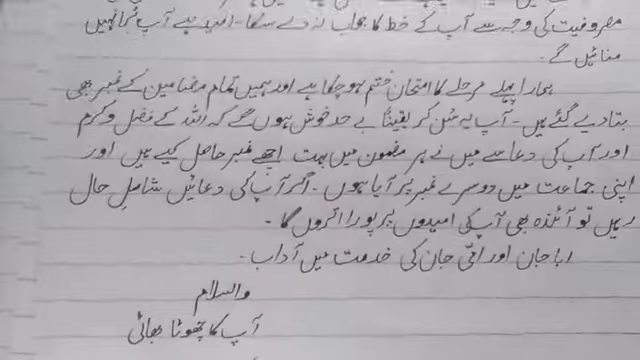 مصروفیت کی وجہ سے آپ کے خط کا جواب نہ دے سکا۔ امید ہے آپ بُرا نہیں
منائیں گے۔
ہمارا پہلے مرحلے کا امتحان ختم ہو چکا ہے اور ہمیں تمام مضامین کے نمبر بھی
بتا دیے گئے ہیں۔ آپ یہ سُن کر یقیناً بے حد خوش ہوں گے کہ اللہ کے فضل و کرم
اور آپ کی دعا سے میں نے ہر مضمون میں بہت اچھے نمبر حاصل کیے ہیں اور
اپنی جماعت میں دوسرے نمبر پر آیا ہوں۔ اگر آپ کی دعائیں شاملِ حال
رہیں تو آئندہ بھی آپ کی امیدوں پر پورا اتروں گا۔
ابا جان اور امّی جان کی خدمت میں آداب۔
والسلام
آپ کا چھوٹا بھائی